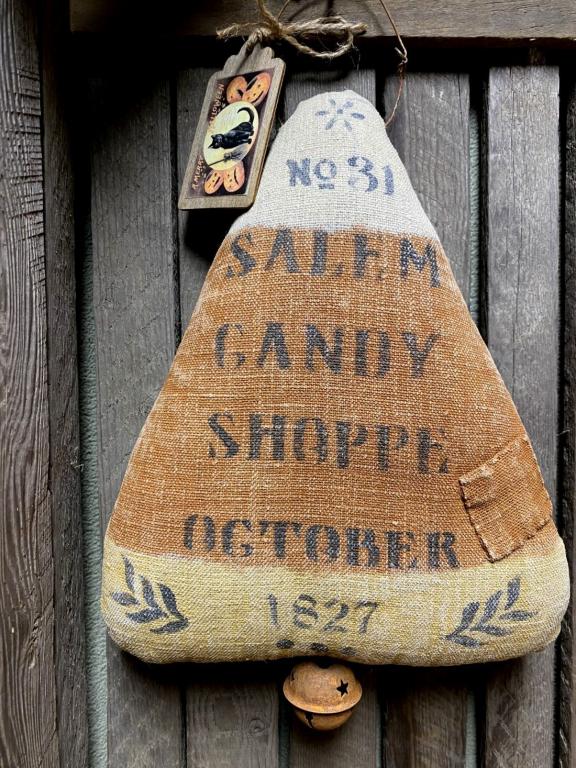 No 31
SALEM
CANDY
SHOPPE
OCTOBER
1827